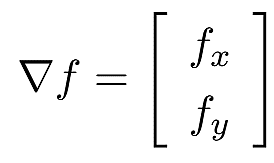 ∇f = [ f_x
f_y ]